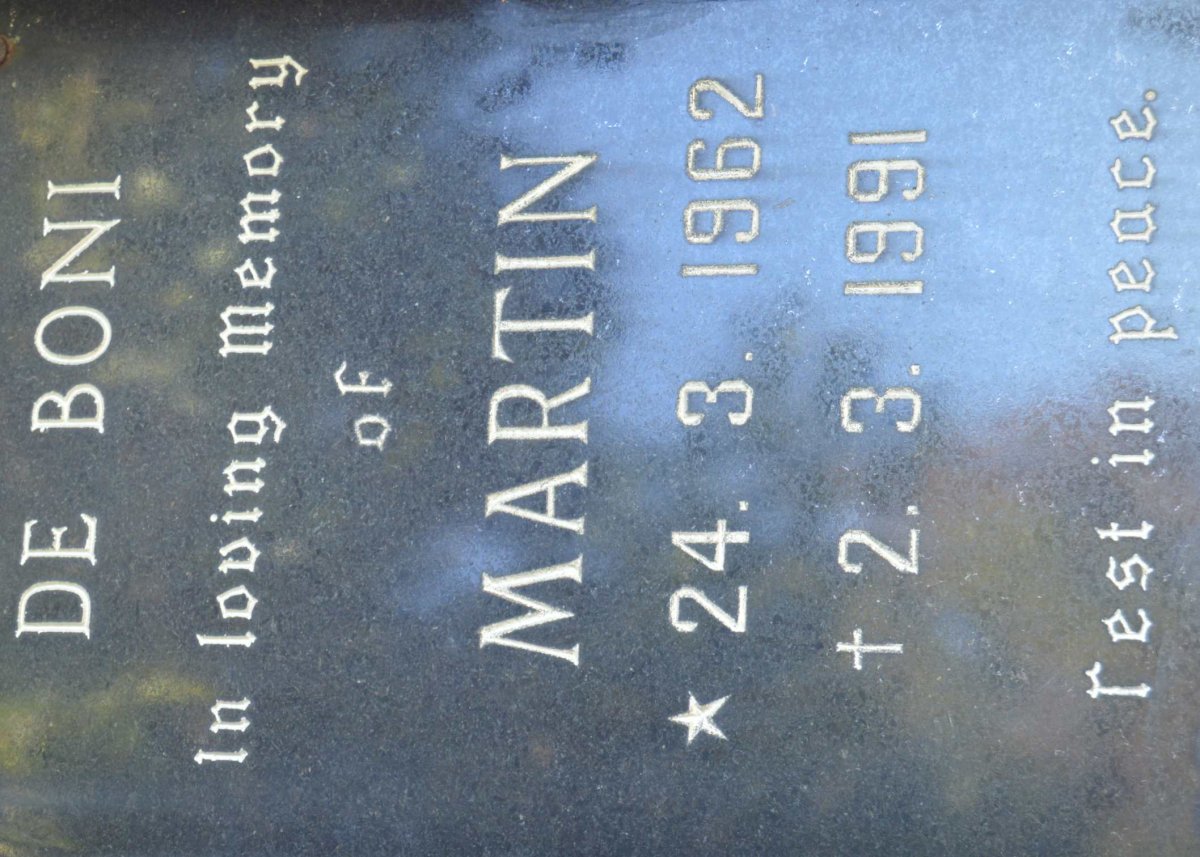 DE BONI
In loving memory
of
MARTIN
★ 24. 3. 1962
† 2. 3. 1991
rest in peace.